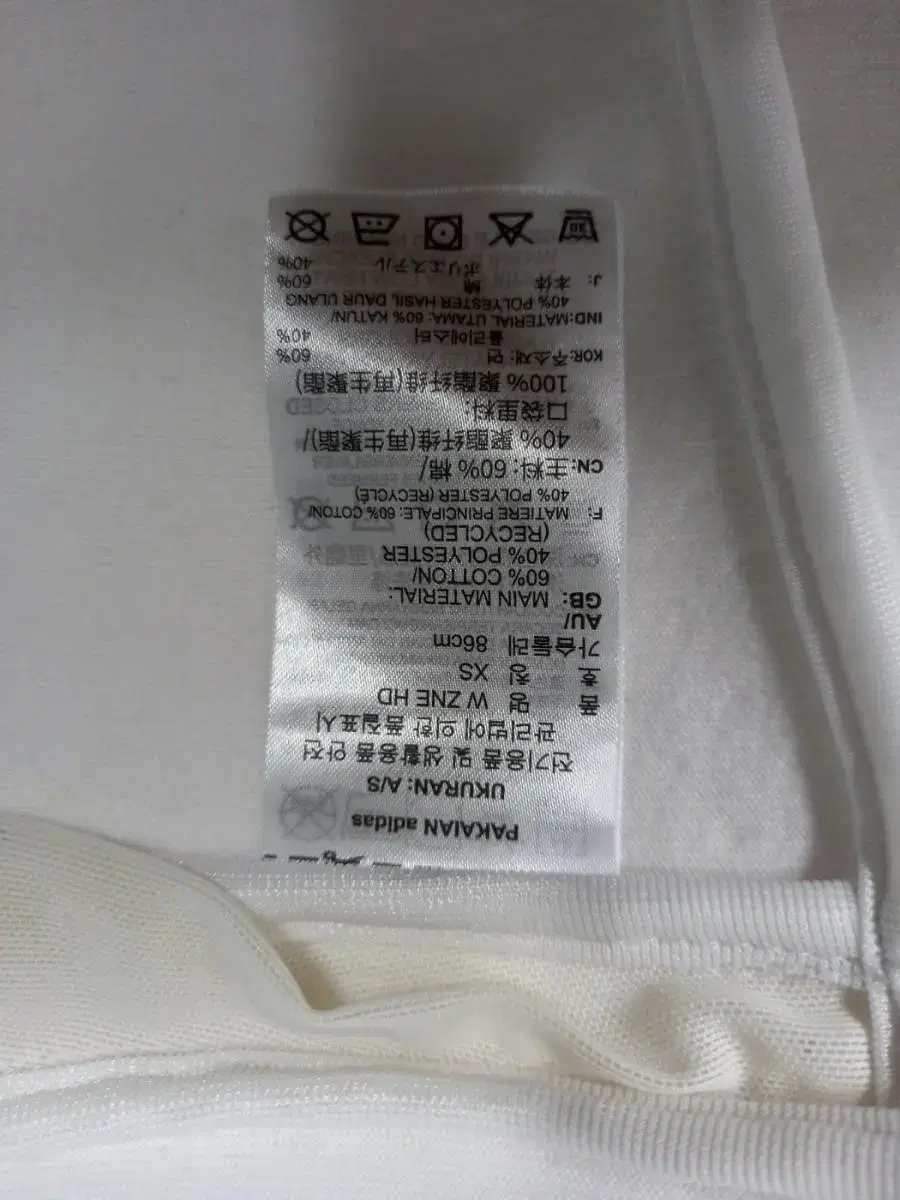 PAKAIAN adidas
UKURAN: A/S
전기용품 및 생활용품 안전
관리법에 의한 품질표시
품 명 W ZNE HD
호 칭 XS
가슴둘레 86cm
AU/
GB: MAIN MATERIAL:
60% COTTON/
40% POLYESTER
(RECYCLED)
F: MATIERE PRINCIPALE: 60% COTON/
40% POLYESTER (RECYCLÉ)
CN:主料: 60% 棉/
40% 聚酯纤维(再生聚酯)/
口袋里料:
100% 聚酯纤维(再生聚酯)
KOR:주소재: 면 60%
폴리에스터 40%
IND:MATERIAL UTAMA: 60% KATUN/
40% POLYESTER HASIL DAUR ULANG
J: 本体 綿 60%
ポリエステル 40%
30